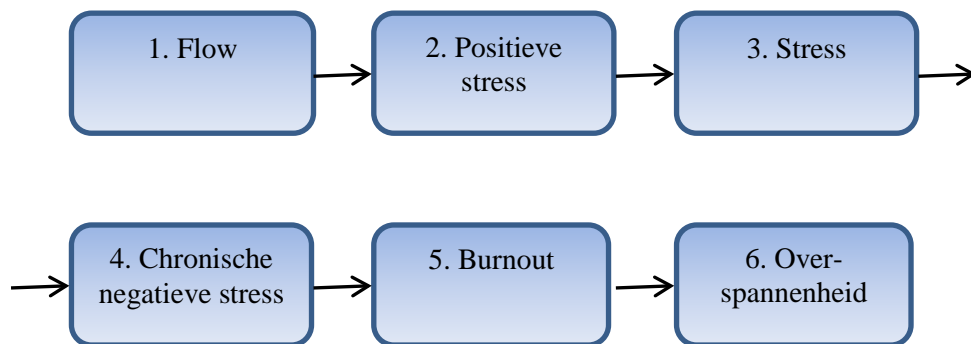 1. Flow
2. Positieve
stress
3. Stress
4. Chronische
negatieve stress
5. Burnout
6. Over-
spannenheid